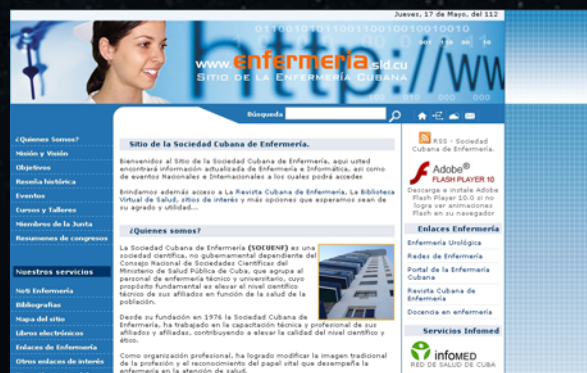 Jueves, 17 de Mayo, del 112
www.enfermeria.sld.cu
SITIO DE LA ENFERMERÍA CUBANA
http://ww
Búsqueda
¿Quienes Somos?
Misión y Visión
Objetivos
Reseña histórica
Eventos
Cursos y Talleres
Miembros de la Junta
Resumenes de congresos
Nuestros servicios
Noti Enfermería
Bibliografías
Mapa del sitio
Libros electrónicos
Enlaces de Enfermería
Otros enlaces de interés
Sitio de la Sociedad Cubana de Enfermería.
Bienvenidos al Sitio de la Sociedad Cubana de Enfermería, aqui usted
encontrará información actualizada de Enfermería e Informática, asi como
de eventos Nacionales e Internacionales a los cuales podrá acceder
Brindamos además acceso a La Revista Cubana de Enfermería, La Biblioteca
Virtual de Salud, sitios de interés y más opciones que esperamos sean de
su agrado y utilidad...
¿Quienes somos?
La Sociedad Cubana de Enfermería (SOCUENF) es una
sociedad científica, no gubernamental dependiente del
Consejo Nacional de Sociedades Científicas del
Ministerio de Salud Pública de Cuba, que agrupa al
personal de enfermería técnico y universitario, cuyo
propósito fundamental es elevar el nivel científico
técnico de sus afiliados en función de la salud de la
población.
Desde su fundación en 1976 la Sociedad Cubana de
Enfermería, ha trabajado en la capacitación técnica y profesional de sus
afiliados y afiliadas, contribuyendo a elevar la calidad del nivel científico y
ético.
Como organización profesional, ha logrado modificar la imagen tradicional
de la profesión y el reconocimiento del papel vital que desempeña la
enfermería en la atención de salud.
RSS - Sociedad
Cubana de Enfermería.
Adobe®
FLASH PLAYER 10
Descarga e instale Adobe
Flash Player 10.0 si no
logra ver animaciones
Flash en su navegador
Enlaces Enfermería
Enfermería Urológica
Redes de Enfermería
Portal de la Enfermería
Cubana
Revista Cubana de
Enfermería
Docencia en enfermería
Servicios Infomed
infoMED
RED DE SALUD DE CUBA